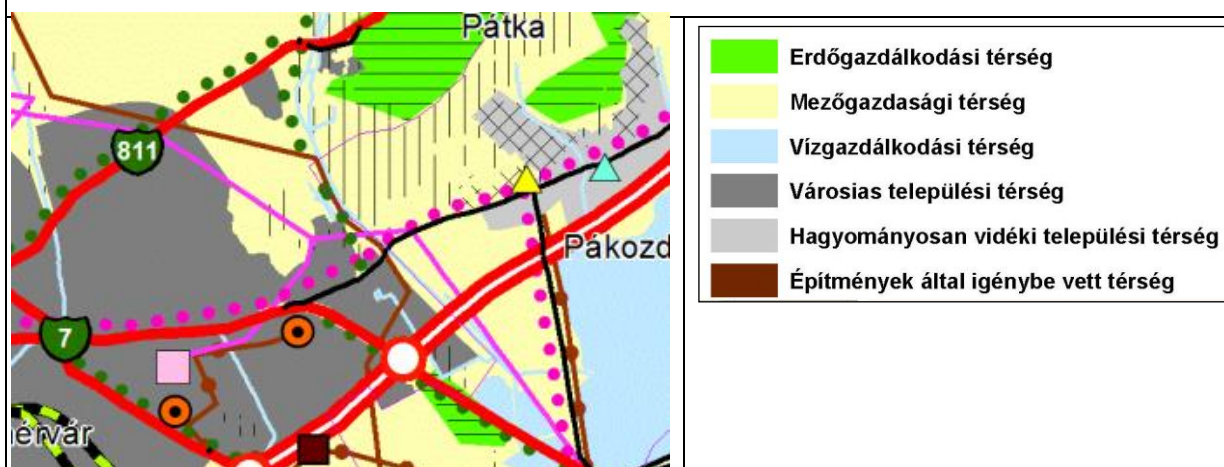 Pátka
811
Pákozd
7
érvár
Erdőgazdálkodási térség
Mezőgazdasági térség
Vízgazdálkodási térség
Városias települési térség
Hagyományosan vidéki települési térség
Építmények által igénybe vett térség